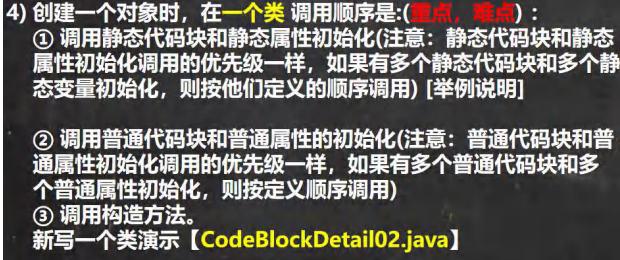 4) 创建一个对象时，在一个类 调用顺序是:(重点，难点)：
① 调用静态代码块和静态属性初始化(注意：静态代码块和静态
属性初始化调用的优先级一样，如果有多个静态代码块和多个静
态变量初始化，则按他们定义的顺序调用) [举例说明]
② 调用普通代码块和普通属性的初始化(注意：普通代码块和普
通属性初始化调用的优先级一样，如果有多个普通代码块和多
个普通属性初始化，则按定义顺序调用)
③ 调用构造方法。
新写一个类演示【CodeBlockDetail02.java】